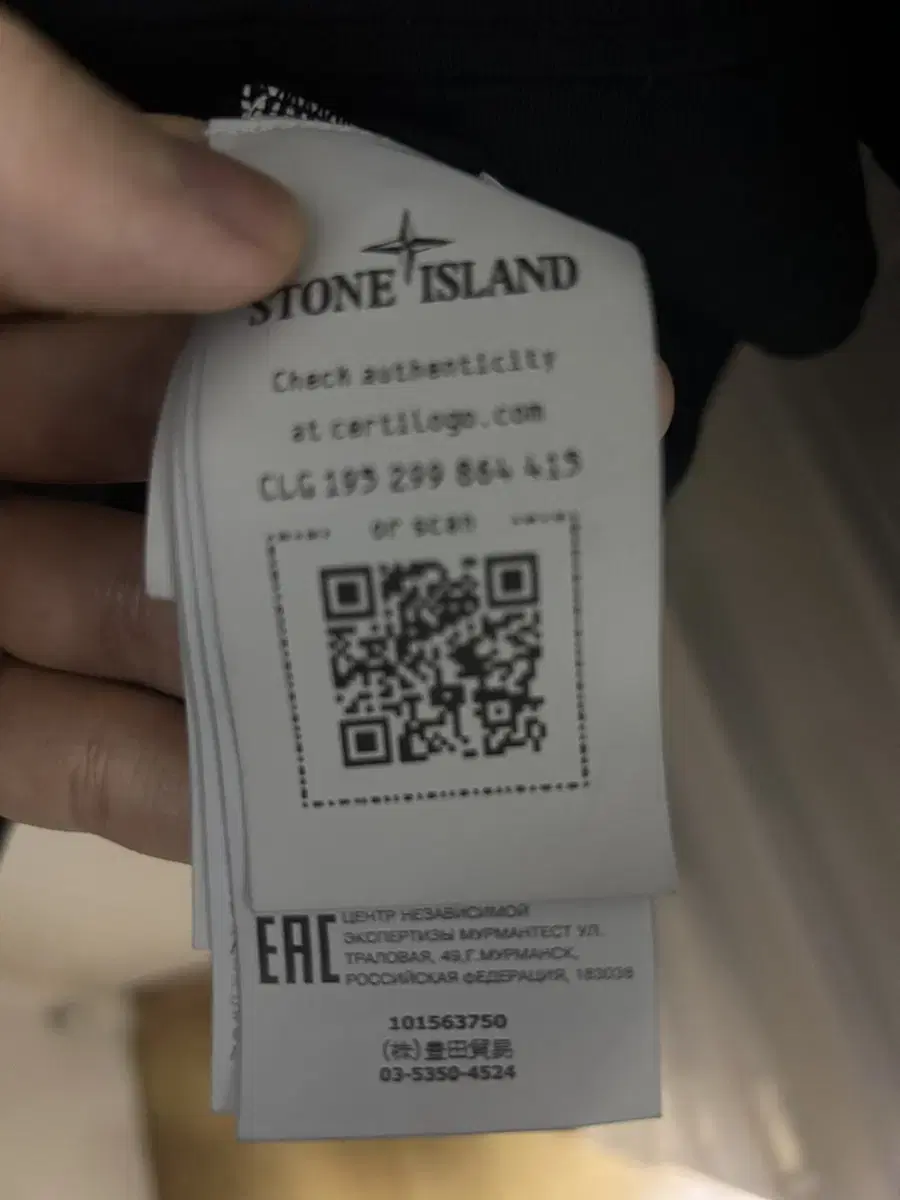 STONE ISLAND
Check authenticity
at certilogo.com
CLG 195 299 864 415
or scan
EAC
ЦЕНТР НЕЗАВИСИМОЙ
ЭКСПЕРТИЗЫ МУРМАНТЕСТ УЛ.
ТРАЛОВАЯ, 49,Г.МУРМАНСК,
РОССИЙСКАЯ ФЕДЕРАЦИЯ, 183038
101563750
(株)豊田貿易
03-5350-4524